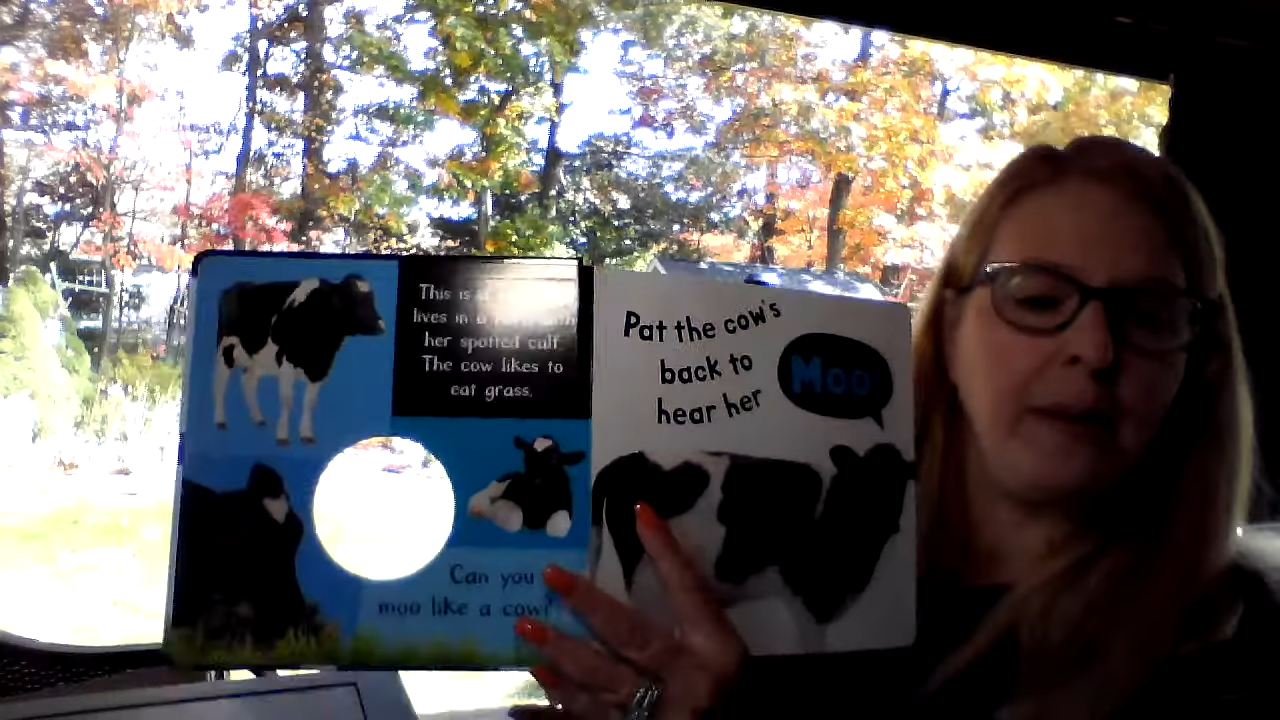 This is
lives in a
her spotted calf.
The cow likes to
eat grass.
Can you
moo like a cow?
Pat the cow's
back to
hear her
Moo